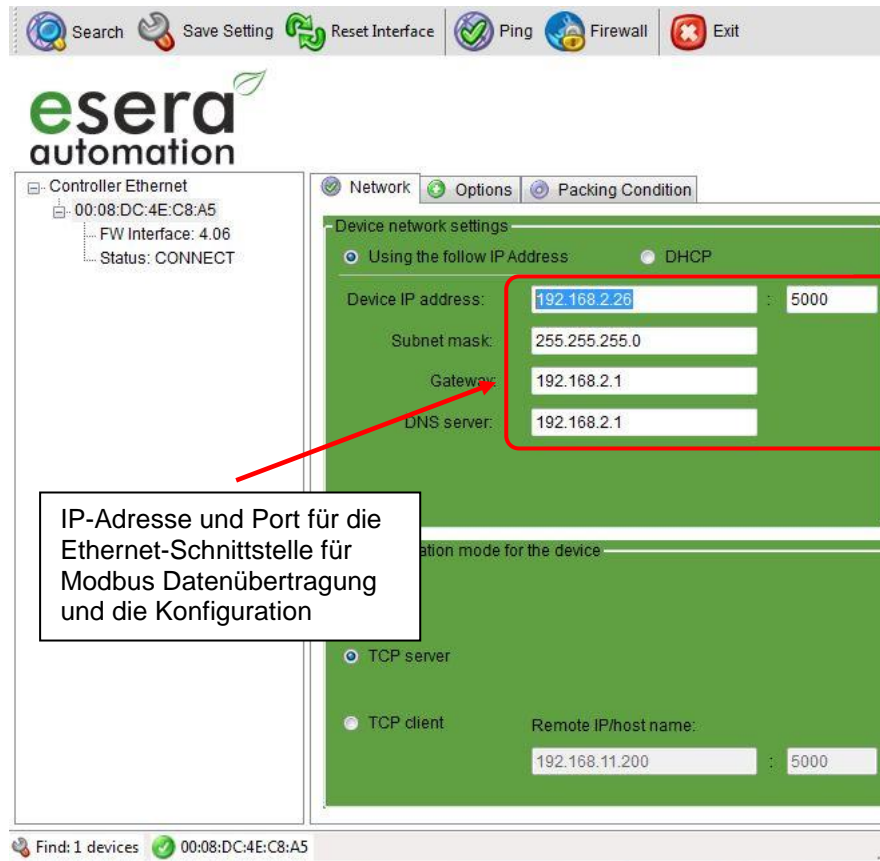 Search Save Setting Reset Interface Ping Firewall Exit
esera
automation
Controller Ethernet
00:08:DC:4E:C8:A5
FW Interface: 4.06
Status: CONNECT
Network Options Packing Condition
Device network settings
Using the follow IP Address DHCP
Device IP address: 192.168.2.26 : 5000
Subnet mask: 255.255.255.0
Gateway: 192.168.2.1
DNS server: 192.168.2.1
IP-Adresse und Port für die
Ethernet-Schnittstelle für
Modbus Datenübertragung
und die Konfiguration
mode for the device
TCP server
TCP client Remote IP/host name:
192.168.11.200 : 5000
Find: 1 devices 00:08:DC:4E:C8:A5